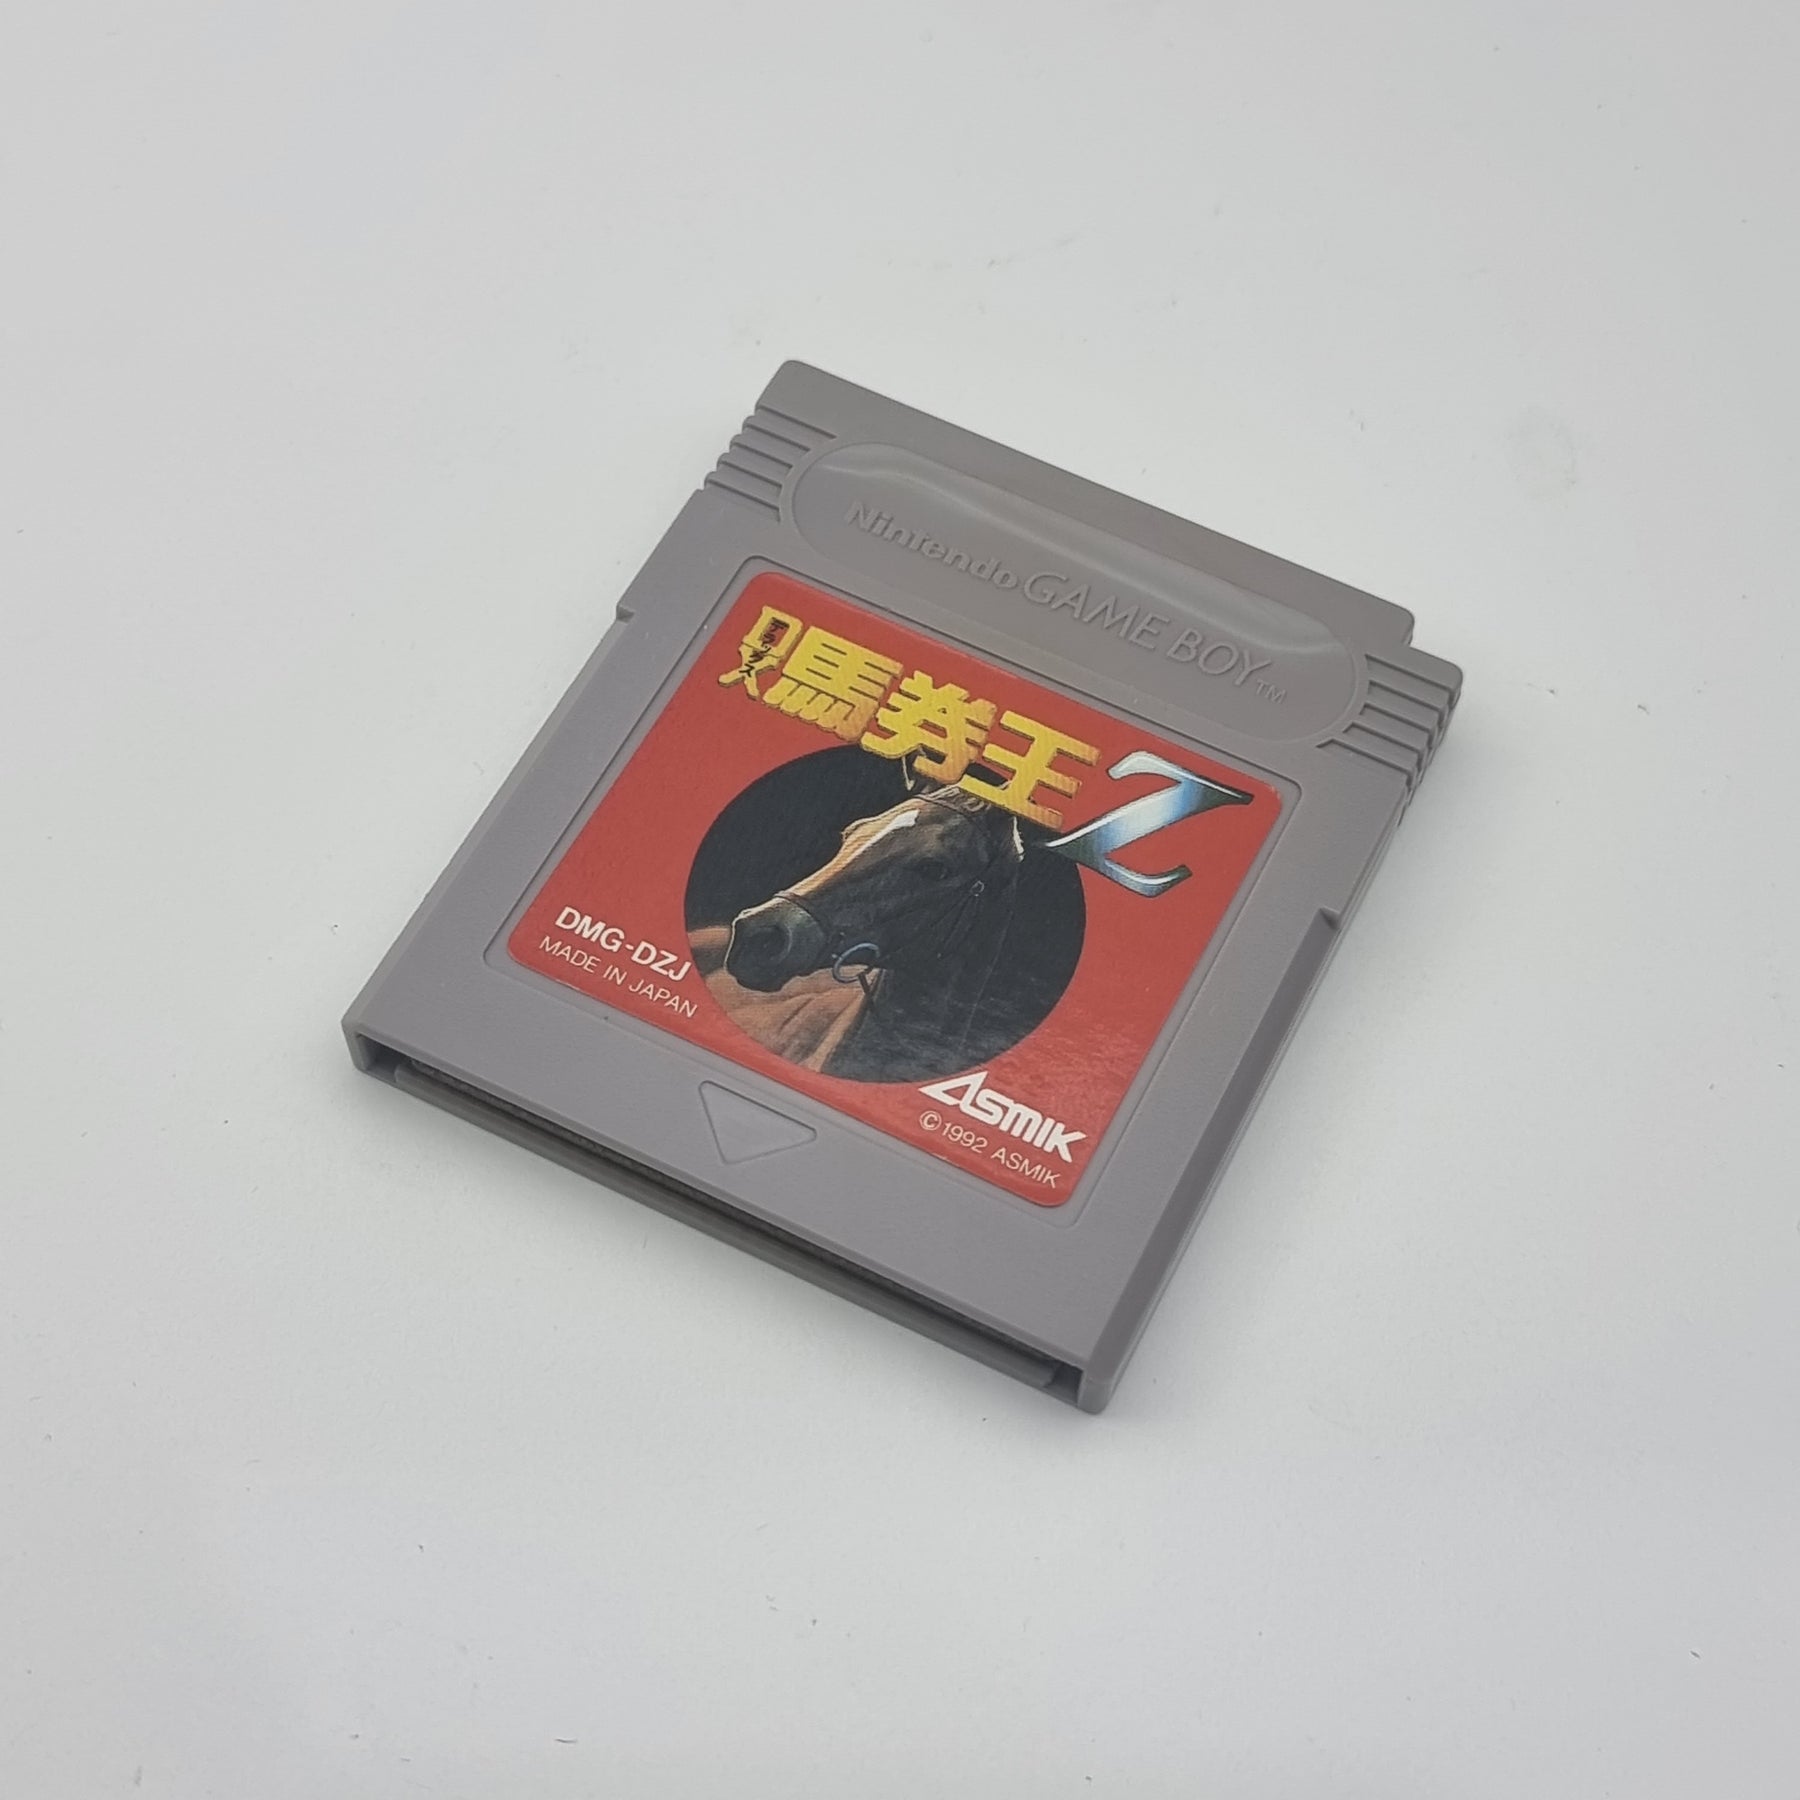 Nintendo GAME BOY™
DX デラックス 馬券王 Z
DMG-DZJ
MADE IN JAPAN
ASMIK
©1992 ASMIK